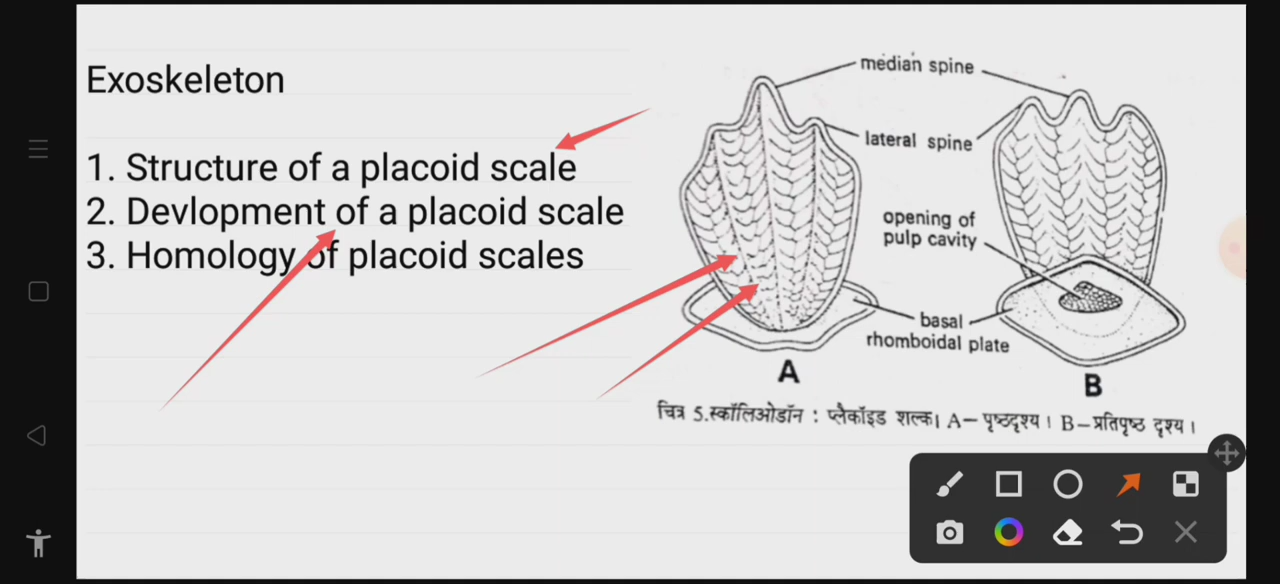 Exoskeleton
1. Structure of a placoid scale
2. Devlopment of a placoid scale
3. Homology of placoid scales
median spine
lateral spine
opening of
pulp cavity
basal
rhomboidal plate
A
B
चित्र 5.स्कॉलिओडॉन : प्लैकॉइड शल्क। A– पृष्ठदृश्य। B–प्रतिपृष्ठ दृश्य।